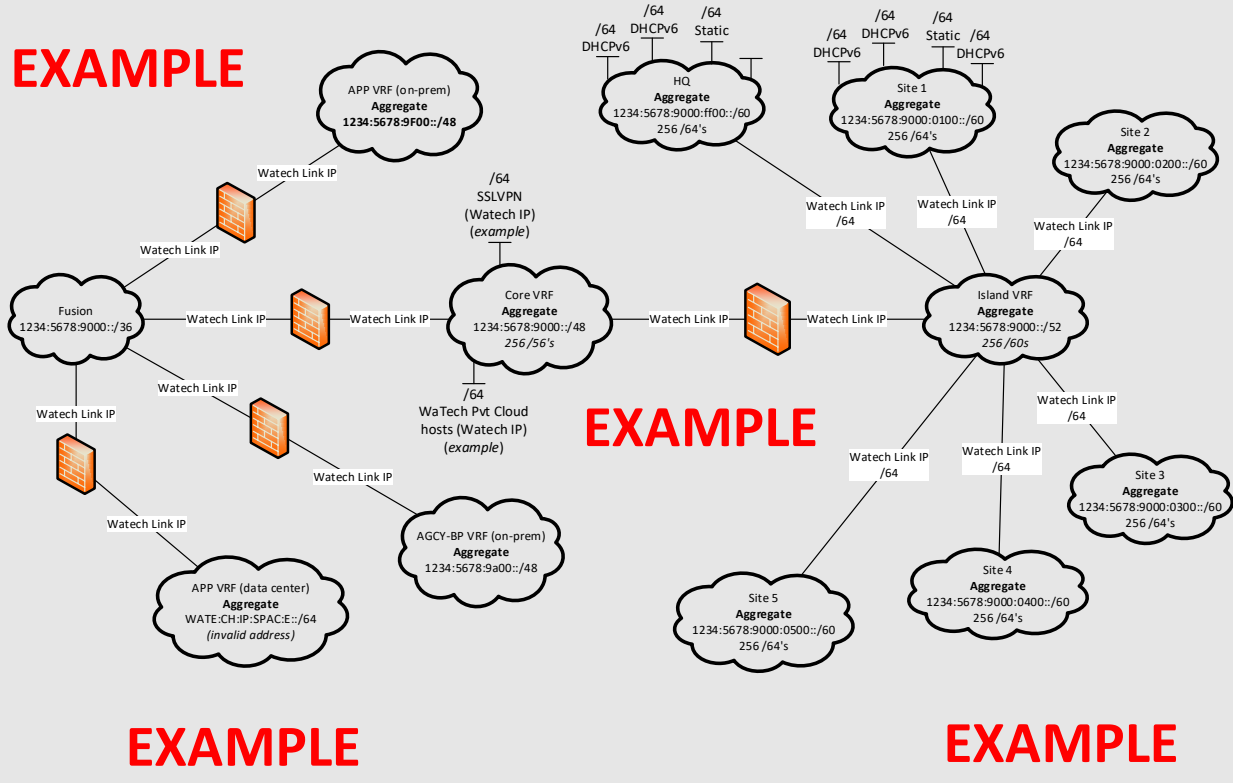 EXAMPLE
APP VRF (on-prem)
Aggregate
1234:5678:9F00::/48
Watech Link IP
Watech Link IP
/64
DHCPv6
/64
DHCPv6
/64
Static
HQ
Aggregate
1234:5678:9000:ff00::/60
256 /64's
/64
DHCPv6
/64
DHCPv6
/64
Static
/64
DHCPv6
Site 1
Aggregate
1234:5678:9000:0100::/60
256 /64's
Site 2
Aggregate
1234:5678:9000:0200::/60
256 /64's
Watech Link IP
/64
Watech Link IP
/64
Watech Link IP
/64
/64
SSLVPN
(Watech IP)
(example)
Fusion
1234:5678:9000::/36
Watech Link IP
Watech Link IP
Core VRF
Aggregate
1234:5678:9000::/48
256 /56's
Watech Link IP
Watech Link IP
Island VRF
Aggregate
1234:5678:9000::/52
256 /60s
/64
WaTech Pvt Cloud
hosts (Watech IP)
(example)
EXAMPLE
Watech Link IP
Watech Link IP
Watech Link IP
Watech Link IP
Watech Link IP
/64
Watech Link IP
/64
Watech Link IP
/64
Site 3
Aggregate
1234:5678:9000:0300::/60
256 /64's
AGCY-BP VRF (on-prem)
Aggregate
1234:5678:9a00::/48
APP VRF (data center)
Aggregate
WATE:CH:IP:SPAC:E::/64
(invalid address)
Site 5
Aggregate
1234:5678:9000:0500::/60
256 /64's
Site 4
Aggregate
1234:5678:9000:0400::/60
256 /64's
EXAMPLE
EXAMPLE